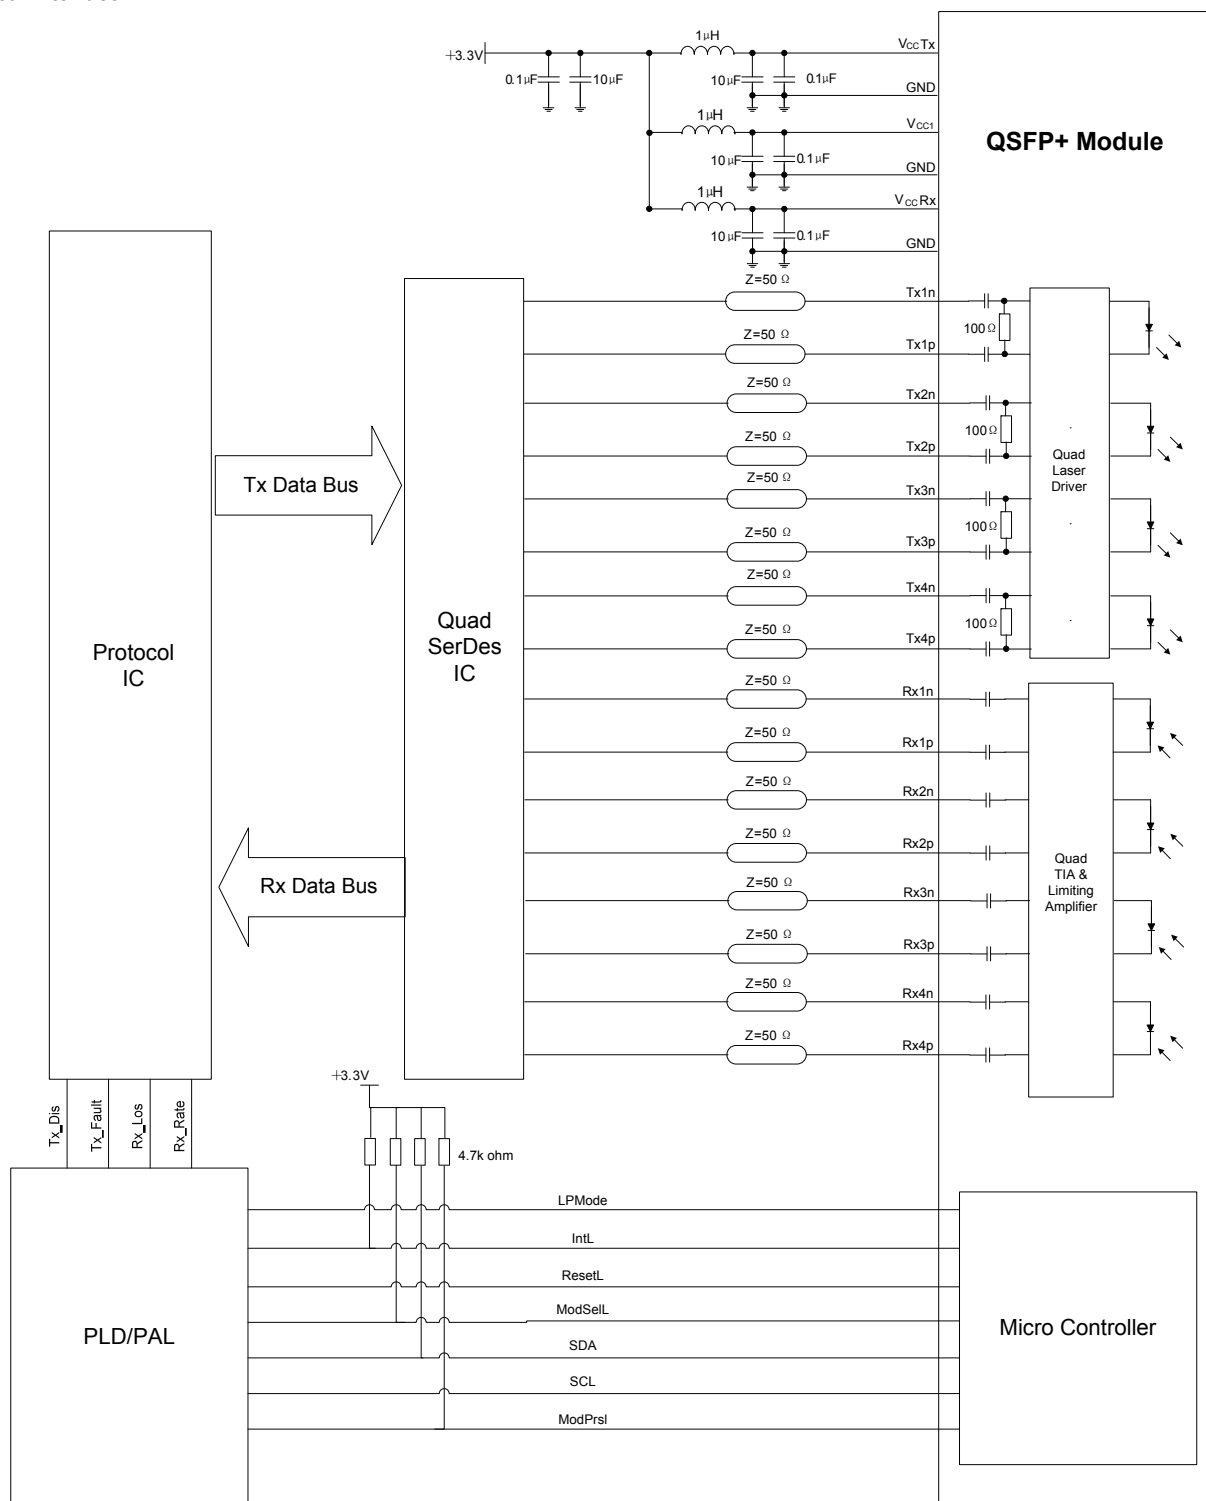 1μH
+3.3V
VCC Tx
0.1μF
10μF
10μF
0.1μF
GND
1μH
VCC1
QSFP+ Module
10μF
0.1μF
GND
1μH
VCC Rx
10μF
0.1μF
GND
Z=50 Ω
Tx1n
100Ω
Z=50 Ω
Tx1p
Z=50 Ω
Tx2n
100Ω
Z=50 Ω
Tx2p
Quad
Laser
Driver
Tx Data Bus
Z=50 Ω
Tx3n
100Ω
Z=50 Ω
Tx3p
Z=50 Ω
Tx4n
100Ω
Z=50 Ω
Tx4p
Protocol
IC
Quad
SerDes
IC
Z=50 Ω
Rx1n
Z=50 Ω
Rx1p
Z=50 Ω
Rx2n
Z=50 Ω
Rx2p
Quad
TIA &
Limiting
Amplifier
Rx Data Bus
Z=50 Ω
Rx3n
Z=50 Ω
Rx3p
Z=50 Ω
Rx4n
Z=50 Ω
Rx4p
+3.3V
Tx_Dis
Tx_Fault
Rx_Los
Rx_Rate
4.7k ohm
LPMode
IntL
ResetL
ModSelL
SDA
SCL
ModPrsl
PLD/PAL
Micro Controller